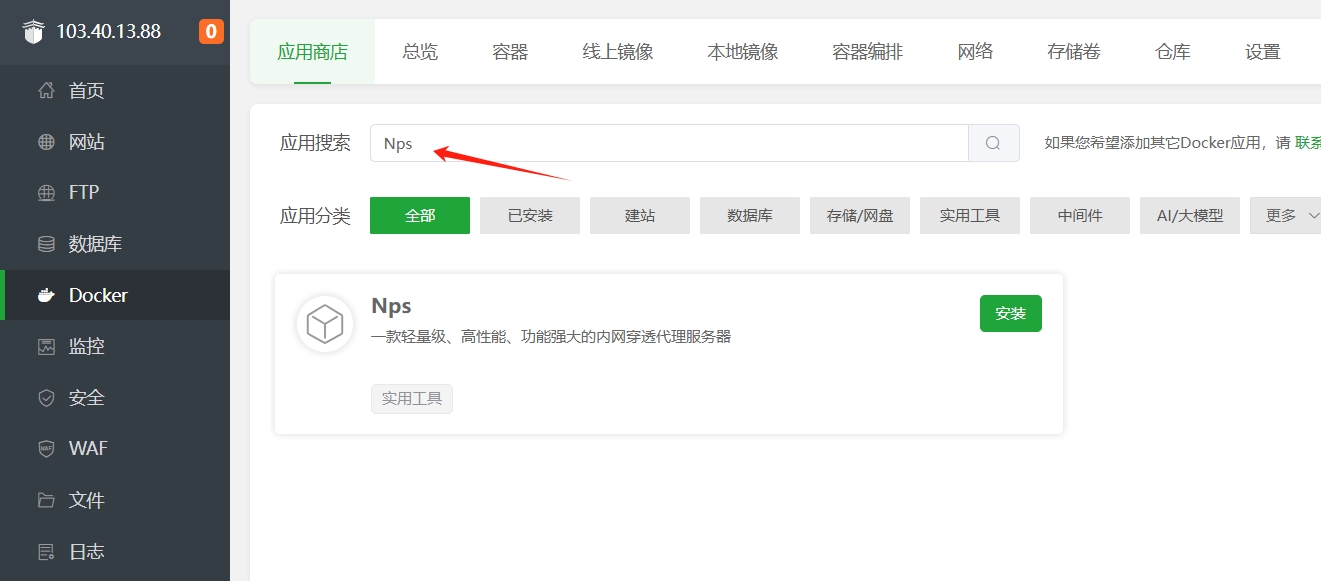 103.40.13.88
0
首页
网站
FTP
数据库
Docker
监控
安全
WAF
文件
日志
应用商店 总览 容器 线上镜像 本地镜像 容器编排 网络 存储卷 仓库 设置
应用搜索 Nps 如果您希望添加其它Docker应用，请 联系
应用分类 全部 已安装 建站 数据库 存储/网盘 实用工具 中间件 AI/大模型 更多
Nps
安装
一款轻量级、高性能、功能强大的内网穿透代理服务器
实用工具